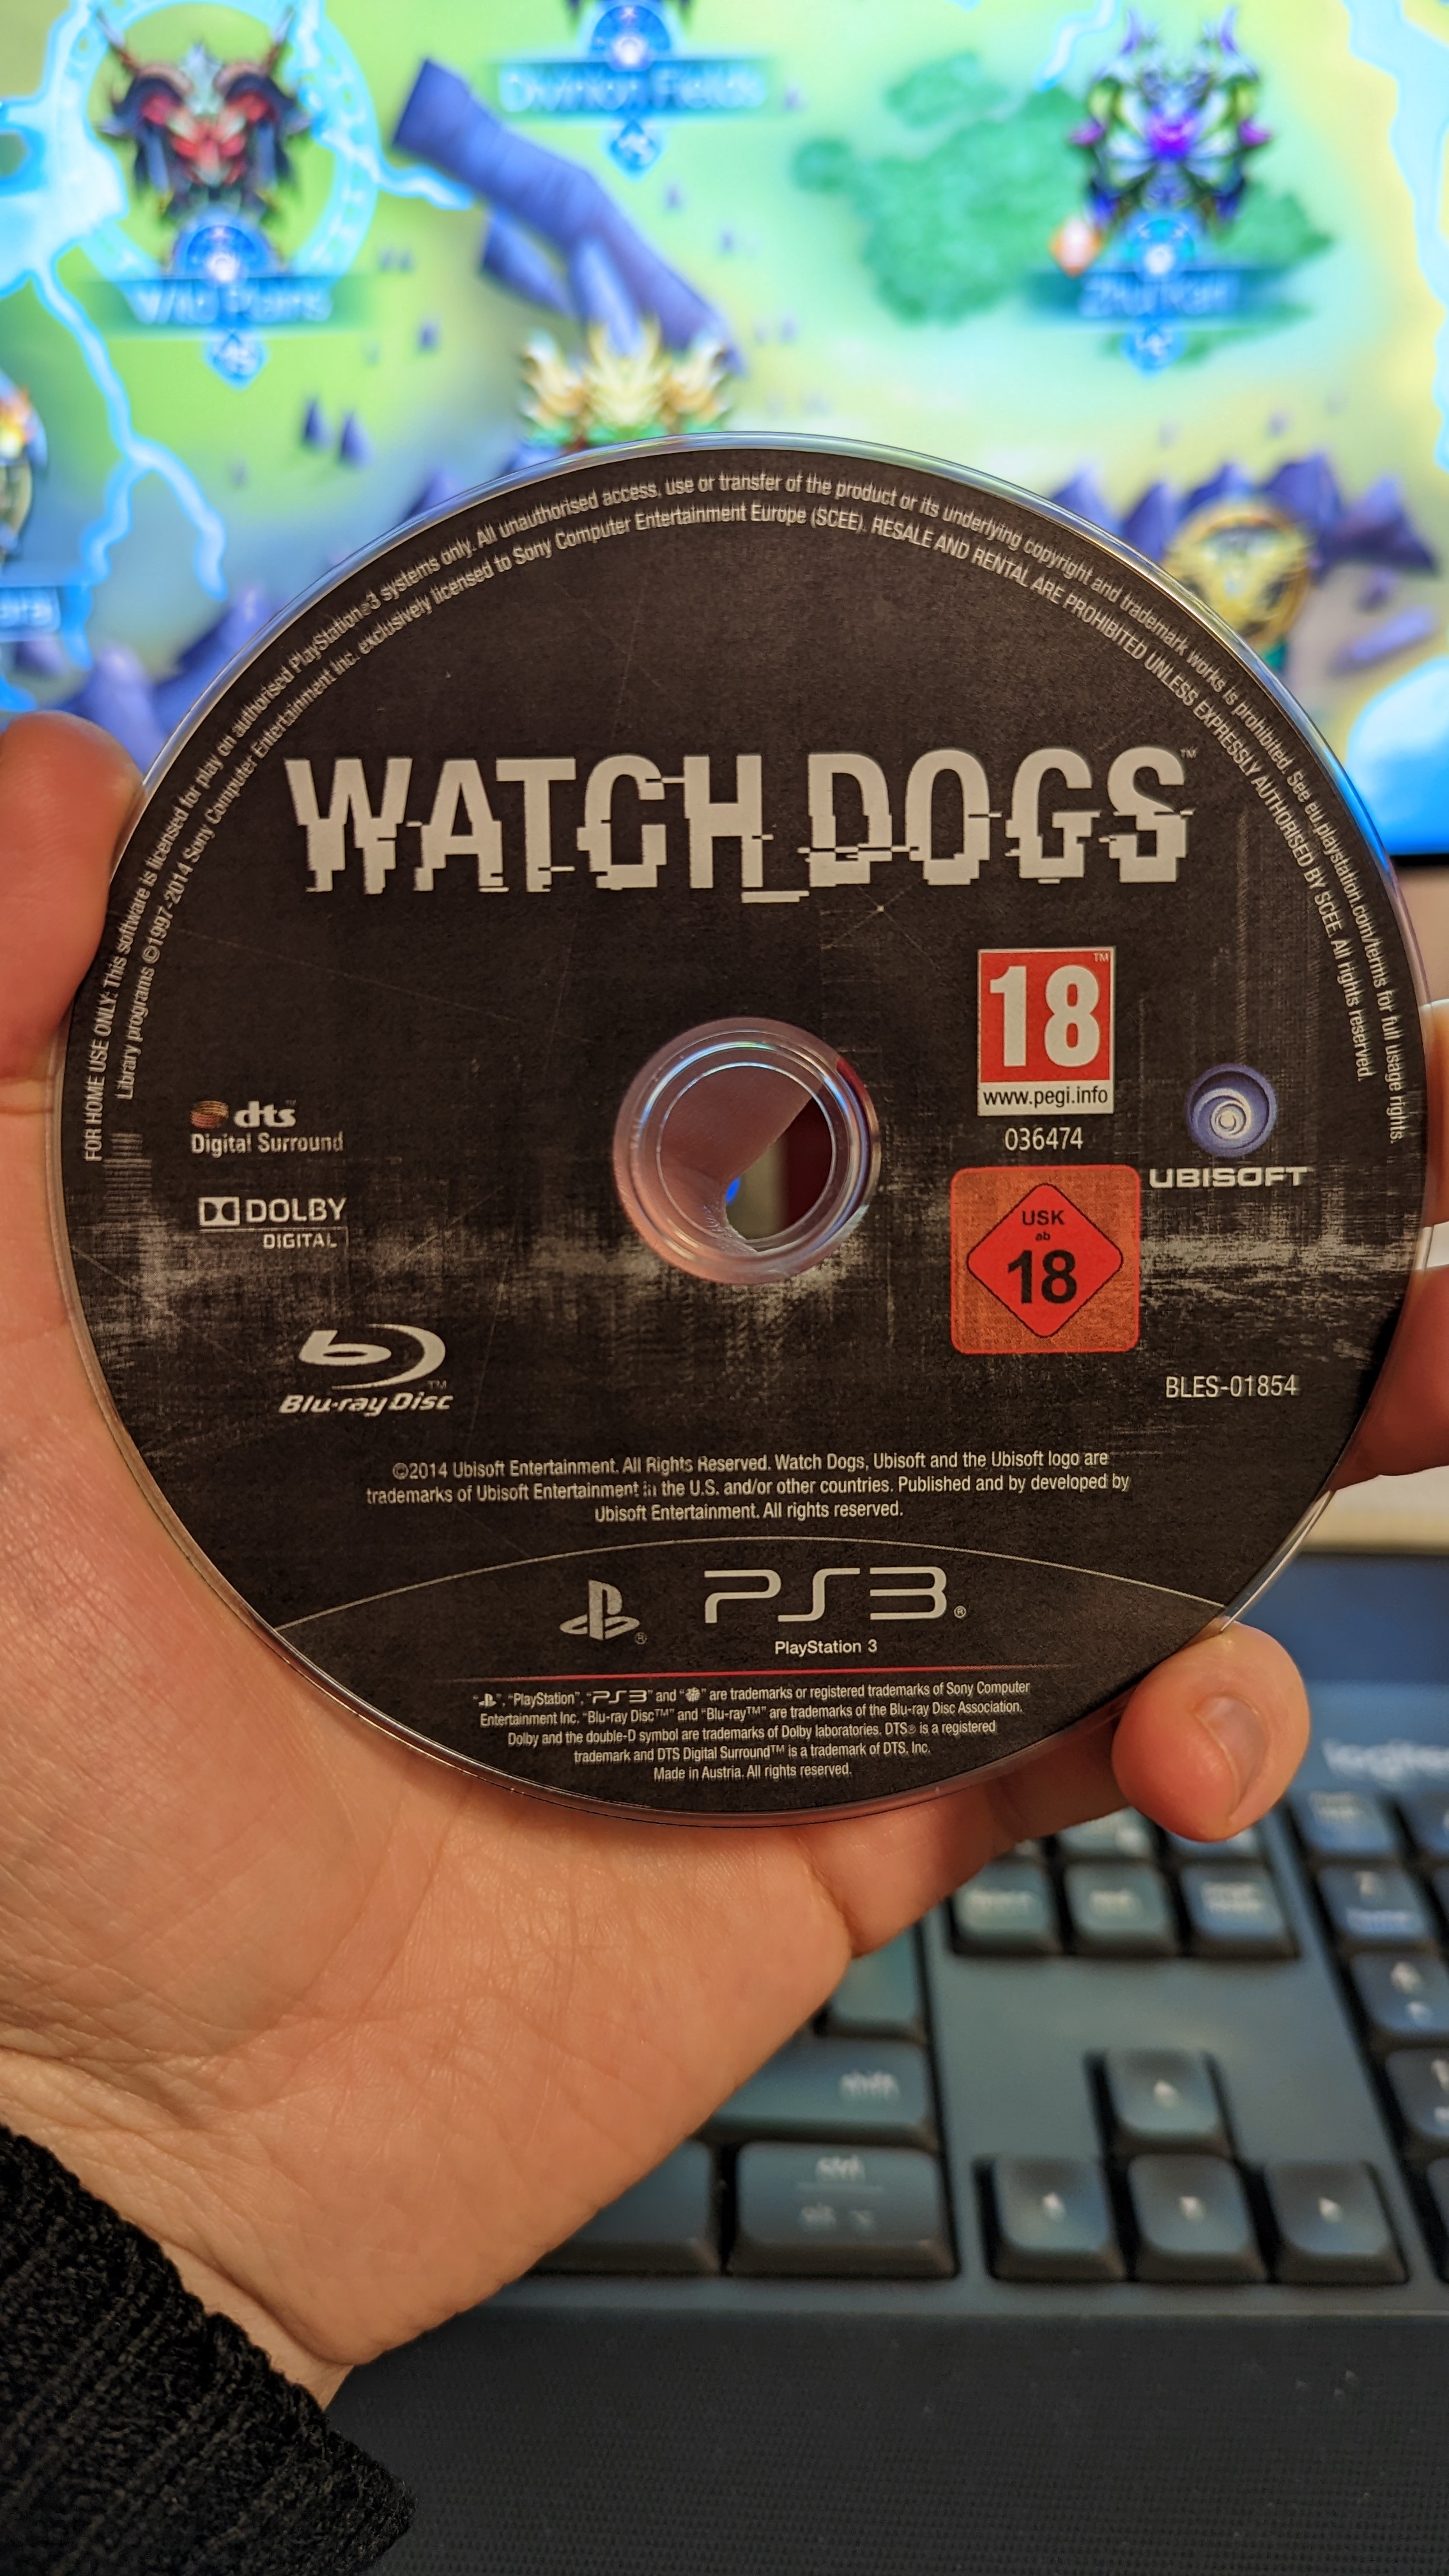 Divinion Fields
Wild Plains
FOR HOME USE ONLY: This software is licensed for play on authorised PlayStation®3 systems only. All unauthorised access, use or transfer of the product or its underlying copyright and trademark works is prohibited. See eu.playstation.com/terms for full usage rights.
Library programs ©1997-2014 Sony Computer Entertainment Inc. exclusively licensed to Sony Computer Entertainment Europe (SCEE). RESALE AND RENTAL ARE PROHIBITED UNLESS EXPRESSLY AUTHORISED BY SCEE. All rights reserved.
WATCH_DOGS™
18™
www.pegi.info
036474
dts
Digital Surround
DOLBY
DIGITAL
UBISOFT
USK
ab
18
Blu-ray Disc™
BLES-01854
©2014 Ubisoft Entertainment. All Rights Reserved. Watch Dogs, Ubisoft and the Ubisoft logo are
trademarks of Ubisoft Entertainment in the U.S. and/or other countries. Published and by developed by
Ubisoft Entertainment. All rights reserved.
PS3®
PlayStation 3
"", "PlayStation", "PS3" and "" are trademarks or registered trademarks of Sony Computer
Entertainment Inc. "Blu-ray Disc™" and "Blu-ray™" are trademarks of the Blu-ray Disc Association.
Dolby and the double-D symbol are trademarks of Dolby laboratories. DTS® is a registered
trademark and DTS Digital Surround™ is a trademark of DTS, Inc.
Made in Austria. All rights reserved.
shift
ctrl